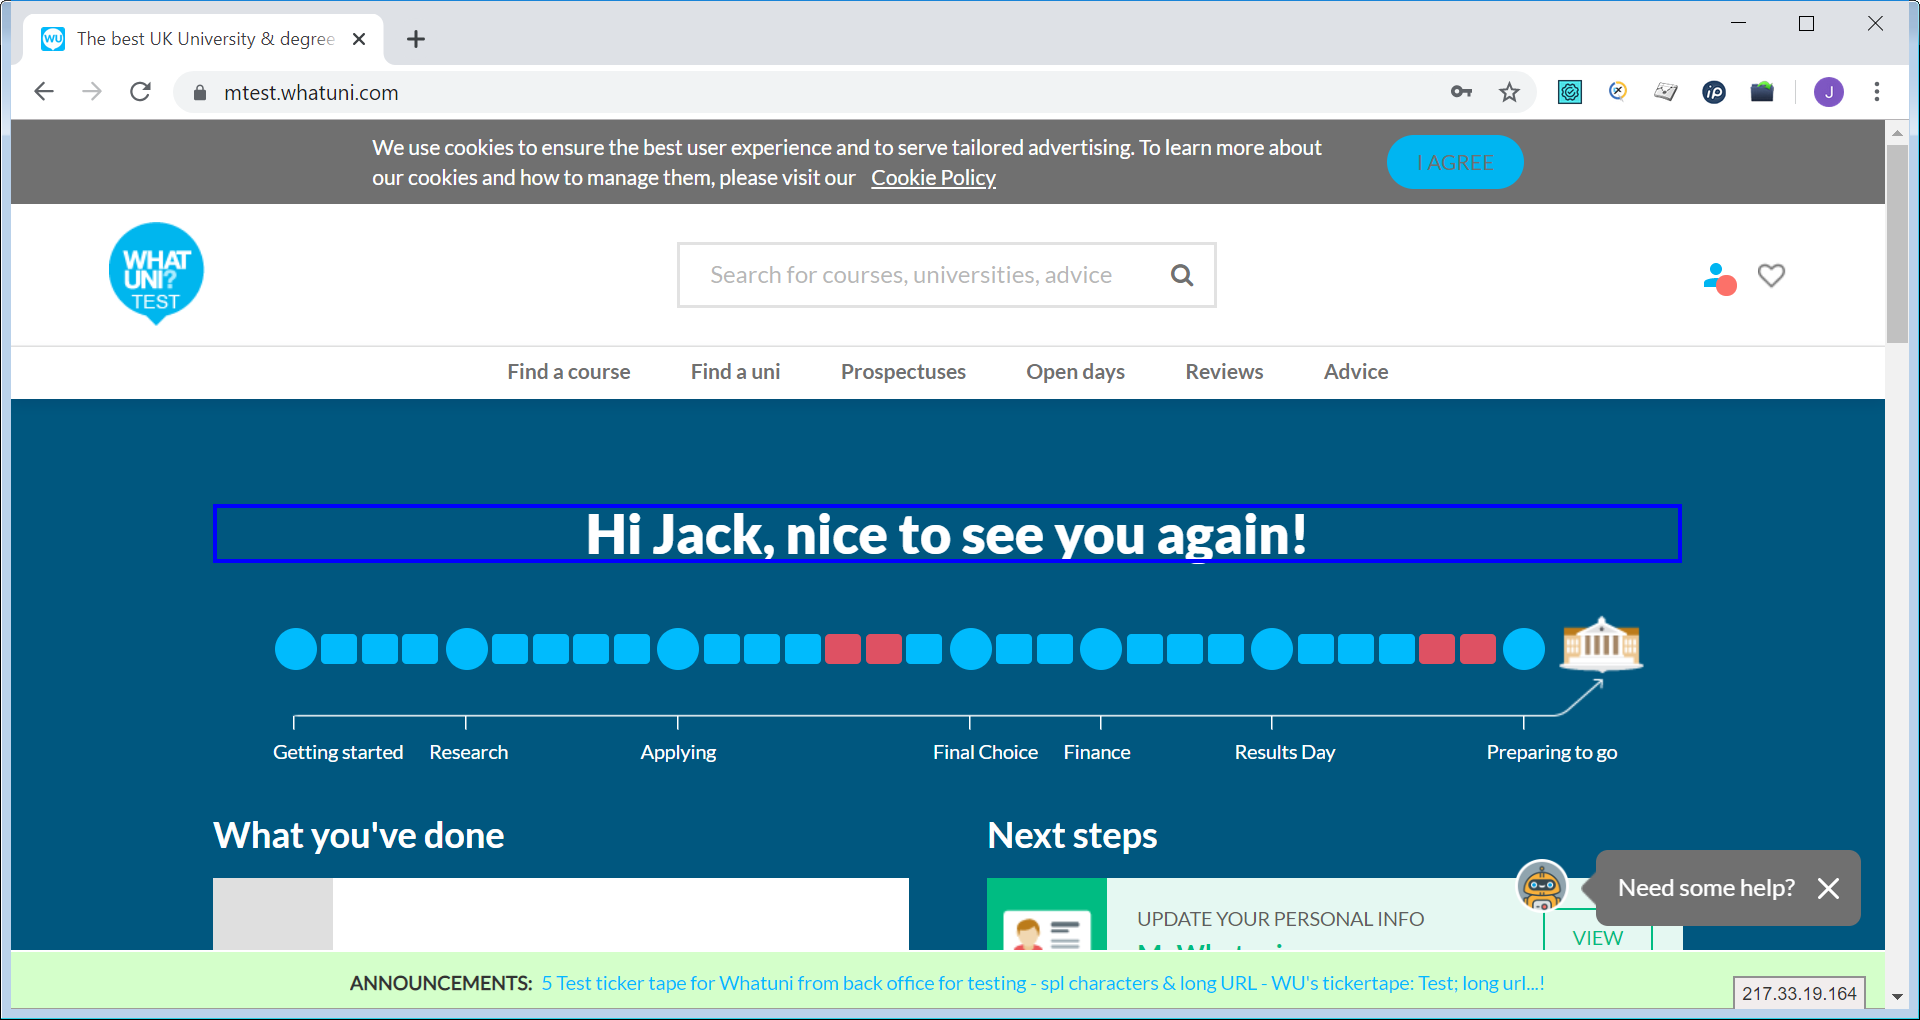 The best UK University & degree
mtest.whatuni.com
J
We use cookies to ensure the best user experience and to serve tailored advertising. To learn more about
our cookies and how to manage them, please visit our Cookie Policy
I AGREE
WHAT
UNI?
TEST
Search for courses, universities, advice
Find a course
Find a uni
Prospectuses
Open days
Reviews
Advice
Hi Jack, nice to see you again!
Getting started
Research
Applying
Final Choice
Finance
Results Day
Preparing to go
What you've done
Next steps
UPDATE YOUR PERSONAL INFO
VIEW
Need some help?
ANNOUNCEMENTS: 5 Test ticker tape for Whatuni from back office for testing - spl characters & long URL - WU's tickertape: Test; long url...!
217.33.19.164